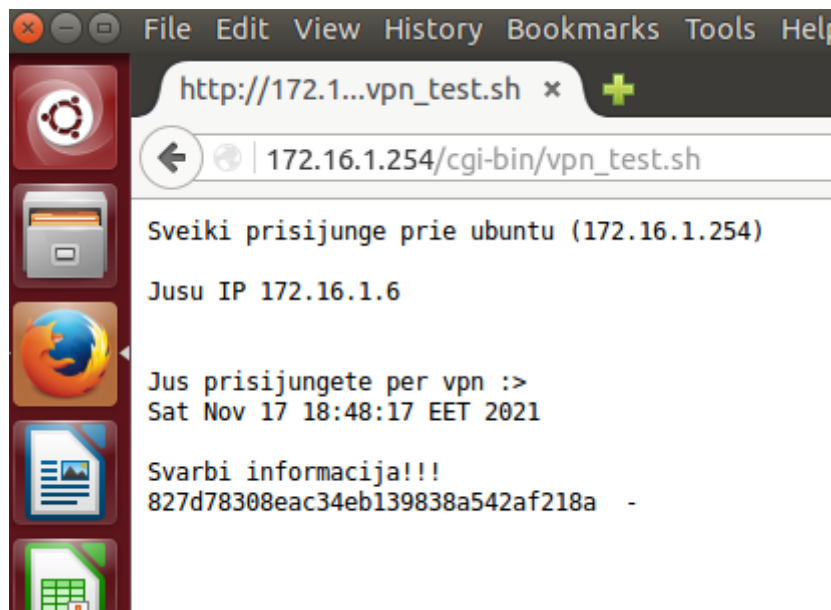 File Edit View History Bookmarks Tools Help
http://172.1...vpn_test.sh ×
172.16.1.254/cgi-bin/vpn_test.sh
Sveiki prisijunge prie ubuntu (172.16.1.254)
Jusu IP 172.16.1.6
Jus prisijungete per vpn :>
Sat Nov 17 18:48:17 EET 2021
Svarbi informacija!!!
827d78308eac34eb139838a542af218a -